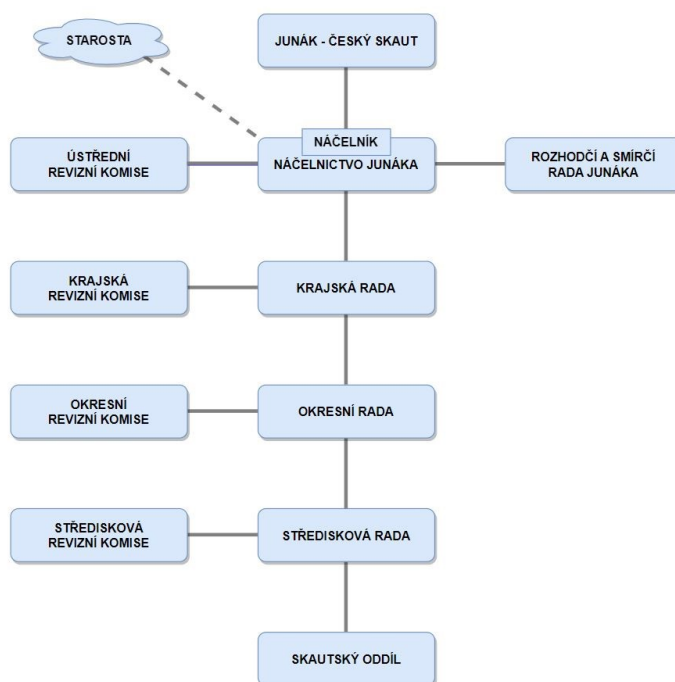 STAROSTA
JUNÁK - ČESKÝ SKAUT
NÁČELNÍK
ÚSTŘEDNÍ
REVIZNÍ KOMISE
NÁČELNICTVO JUNÁKA
ROZHODČÍ A SMÍRČÍ
RADA JUNÁKA
KRAJSKÁ
REVIZNÍ KOMISE
KRAJSKÁ RADA
OKRESNÍ
REVIZNÍ KOMISE
OKRESNÍ RADA
STŘEDISKOVÁ
REVIZNÍ KOMISE
STŘEDISKOVÁ RADA
SKAUTSKÝ ODDÍL